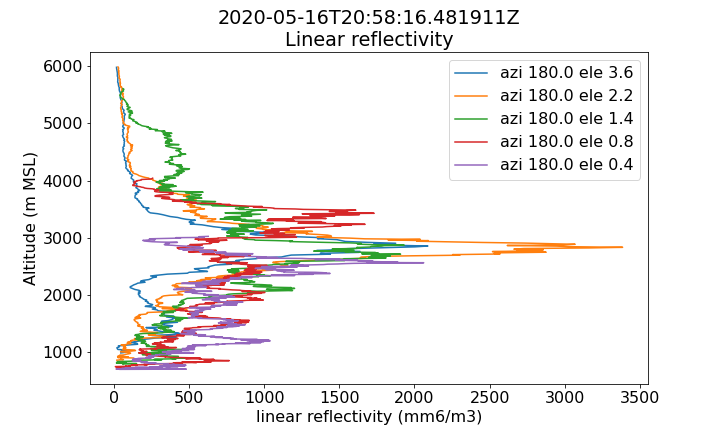 2020-05-16T20:58:16.481911Z
Linear reflectivity
azi 180.0 ele 3.6
azi 180.0 ele 2.2
azi 180.0 ele 1.4
azi 180.0 ele 0.8
azi 180.0 ele 0.4
Altitude (m MSL)
6000
5000
4000
3000
2000
1000
0 500 1000 1500 2000 2500 3000 3500
linear reflectivity (mm6/m3)